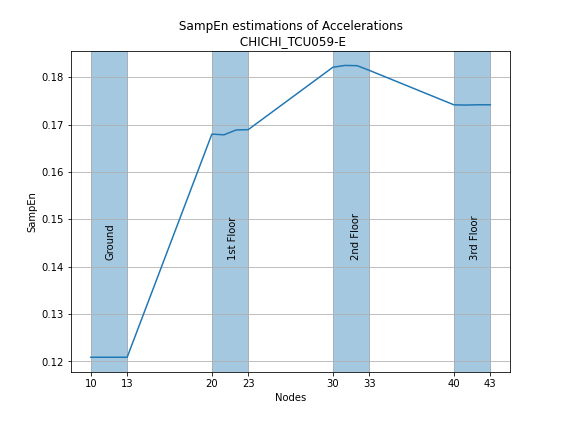 SampEn estimations of Accelerations
CHICHI_TCU059-E
SampEn
0.18
0.17
0.16
0.15
0.14
0.13
0.12
Ground
1st Floor
2nd Floor
3rd Floor
10 13 20 23 30 33 40 43
Nodes